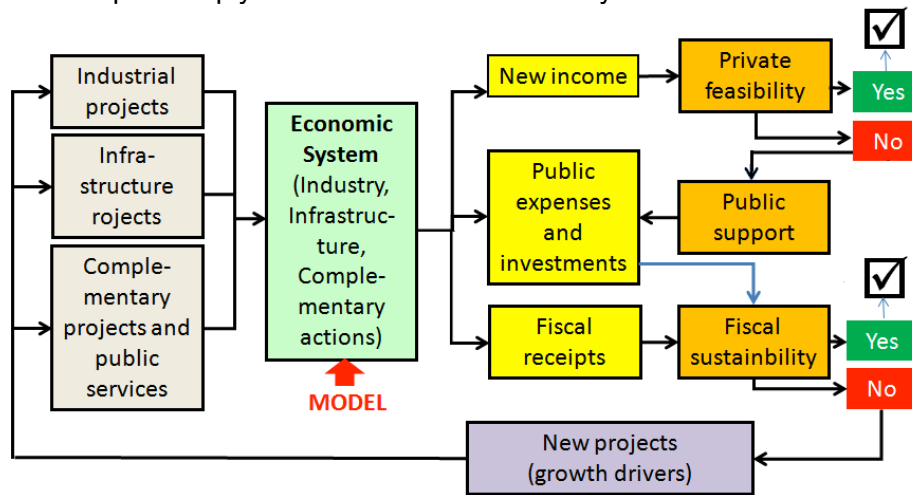 Industrial
projects
Infra-
structure
rojects
Comple-
mentary
projects and
public
services
Economic
System
(Industry,
Infrastruc-
ture,
Comple-
mentary
actions)
MODEL
New income
Public
expenses
and
investments
Fiscal
receipts
Private
feasibility
Public
support
Fiscal
sustainbility
Yes
No
Yes
No
New projects
(growth drivers)